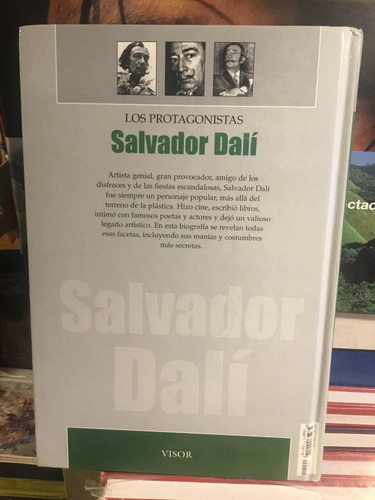 LOS PROTAGONISTAS
Salvador Dalí
Artista genial, gran provocador, amigo de los
disfraces y de las fiestas escandalosas, Salvador Dalí
fue siempre un personaje popular, más allá del
terreno de la plástica. Hizo cine, escribió libros,
intimó con famosos poetas y actores y dejó un valioso
legado artístico. En esta biografía se revelan todas
esas facetas, incluyendo sus manías y costumbres
más secretas.
Salvador
Dalí
VISOR